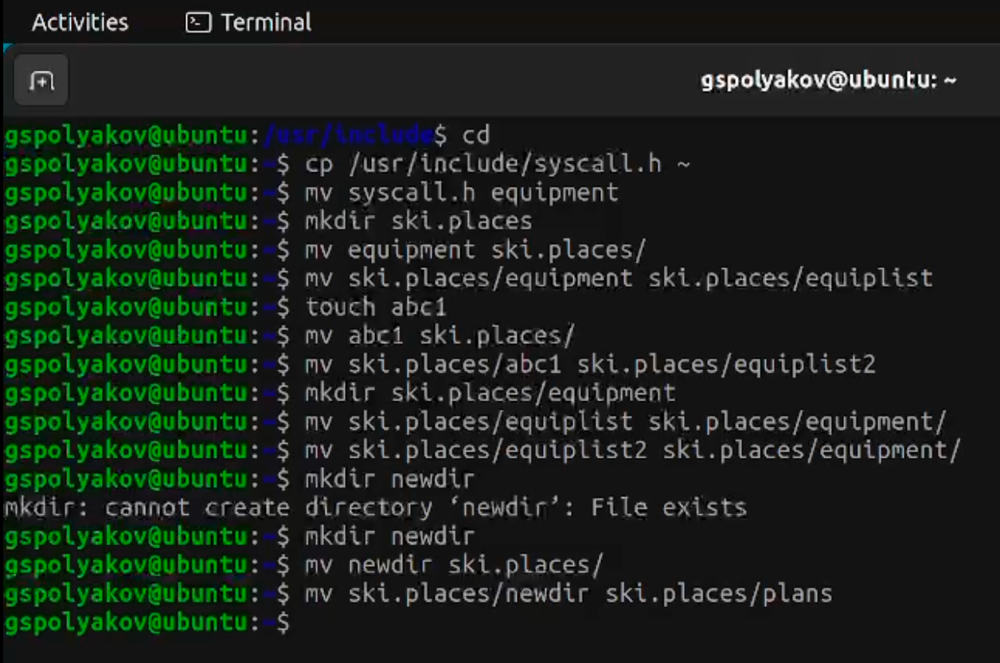 Activities Terminal
gspolyakov@ubuntu: ~
gspolyakov@ubuntu:/usr/include$ cd
gspolyakov@ubuntu:~$ cp /usr/include/syscall.h ~
gspolyakov@ubuntu:~$ mv syscall.h equipment
gspolyakov@ubuntu:~$ mkdir ski.places
gspolyakov@ubuntu:~$ mv equipment ski.places/
gspolyakov@ubuntu:~$ mv ski.places/equipment ski.places/equiplist
gspolyakov@ubuntu:~$ touch abc1
gspolyakov@ubuntu:~$ mv abc1 ski.places/
gspolyakov@ubuntu:~$ mv ski.places/abc1 ski.places/equiplist2
gspolyakov@ubuntu:~$ mkdir ski.places/equipment
gspolyakov@ubuntu:~$ mv ski.places/equiplist ski.places/equipment/
gspolyakov@ubuntu:~$ mv ski.places/equiplist2 ski.places/equipment/
gspolyakov@ubuntu:~$ mkdir newdir
mkdir: cannot create directory ‘newdir’: File exists
gspolyakov@ubuntu:~$ mkdir newdir
gspolyakov@ubuntu:~$ mv newdir ski.places/
gspolyakov@ubuntu:~$ mv ski.places/newdir ski.places/plans
gspolyakov@ubuntu:~$